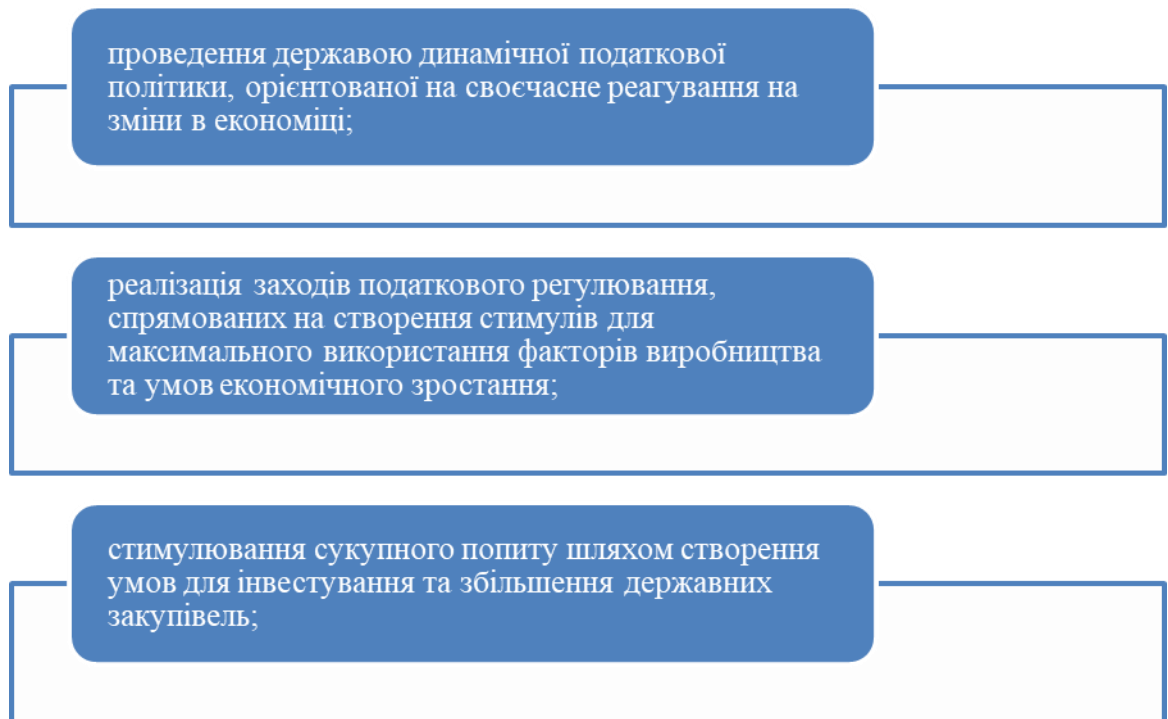 проведення державою динамічної податкової
політики, орієнтованої на своєчасне реагування на
зміни в економіці;
реалізація заходів податкового регулювання,
спрямованих на створення стимулів для
максимального використання факторів виробництва
та умов економічного зростання;
стимулювання сукупного попиту шляхом створення
умов для інвестування та збільшення державних
закупівель;